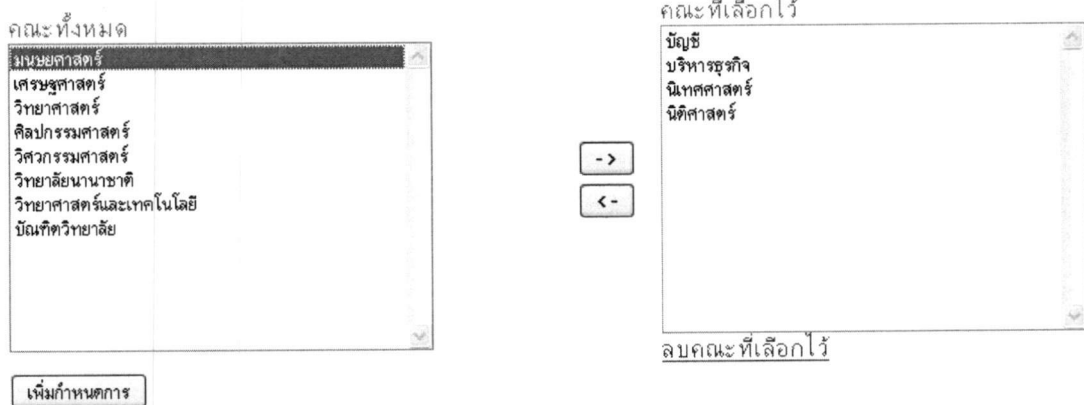 คณะทั้งหมด
มนุษยศาสตร์
เศรษฐศาสตร์
วิทยาศาสตร์
ศิลปกรรมศาสตร์
วิศวกรรมศาสตร์
วิทยาลัยนานาชาติ
วิทยาศาสตร์และเทคโนโลยี
บัณฑิตวิทยาลัย
เพิ่มกำหนดการ
->
<-
คณะที่เลือกไว้
บัญชี
บริหารธุรกิจ
นิเทศศาสตร์
นิติศาสตร์
ลบคณะที่เลือกไว้